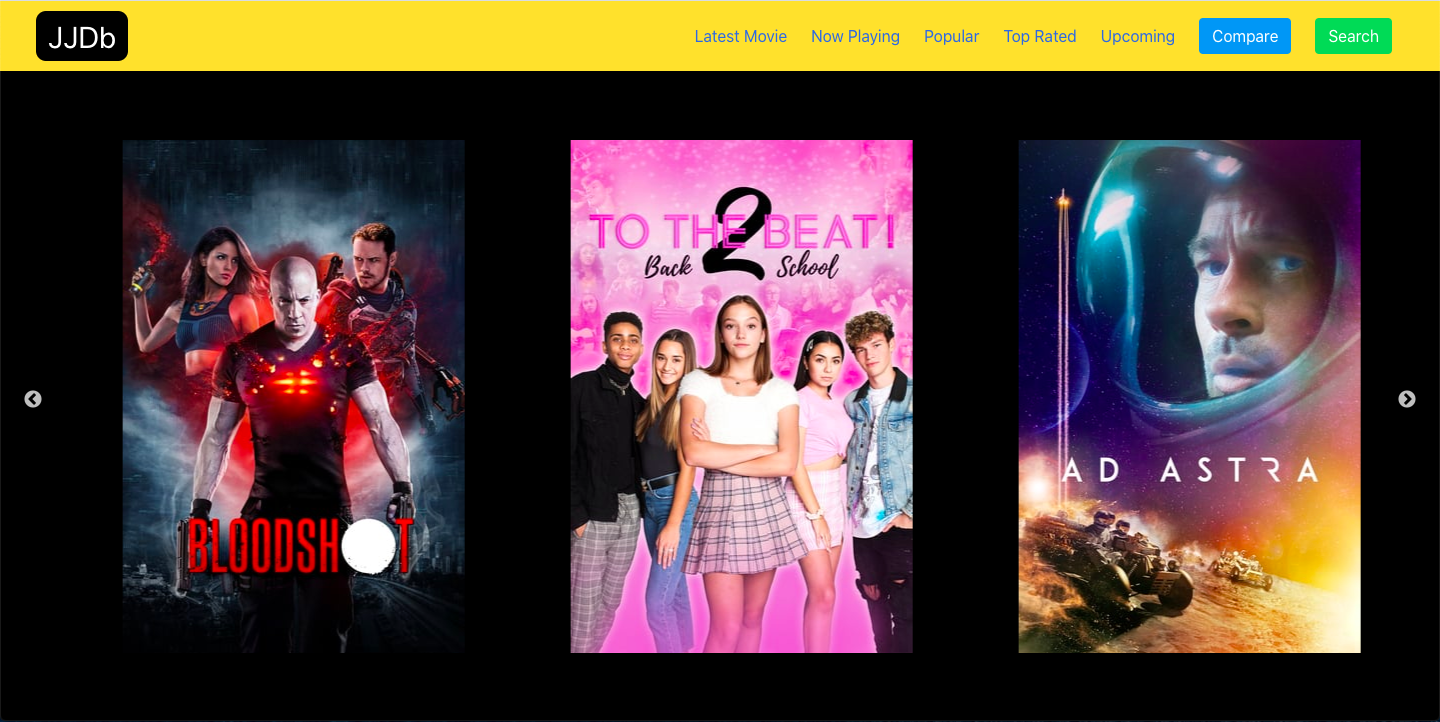 JJDb
Latest Movie
Now Playing
Popular
Top Rated
Upcoming
Compare
Search
BLOODSHOT
TO THE BEAT!
2
Back School
AD ASTRA